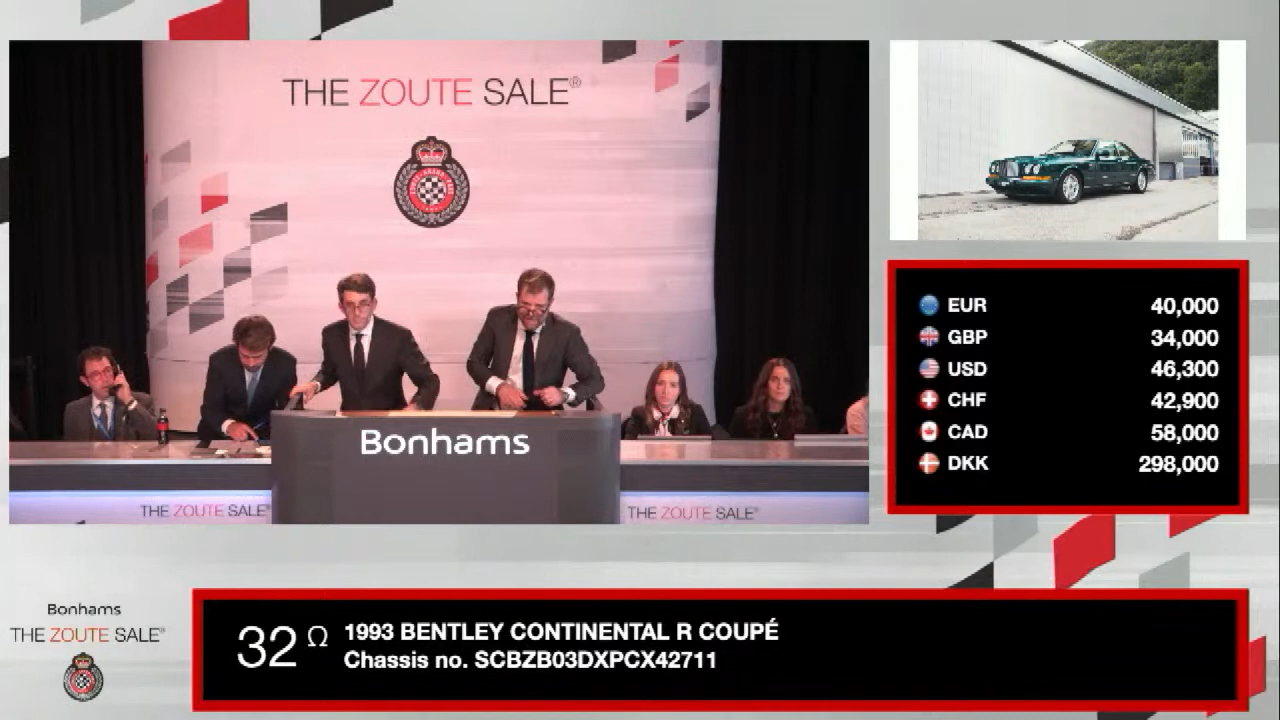 THE ZOUTE SALE®
Bonhams
THE ZOUTE SALE®
THE ZOUTE SALE®
EUR 40,000
GBP 34,000
USD 46,300
CHF 42,900
CAD 58,000
DKK 298,000
Bonhams
THE ZOUTE SALE®
32 Ω
1993 BENTLEY CONTINENTAL R COUPÉ
Chassis no. SCBZB03DXPCX42711